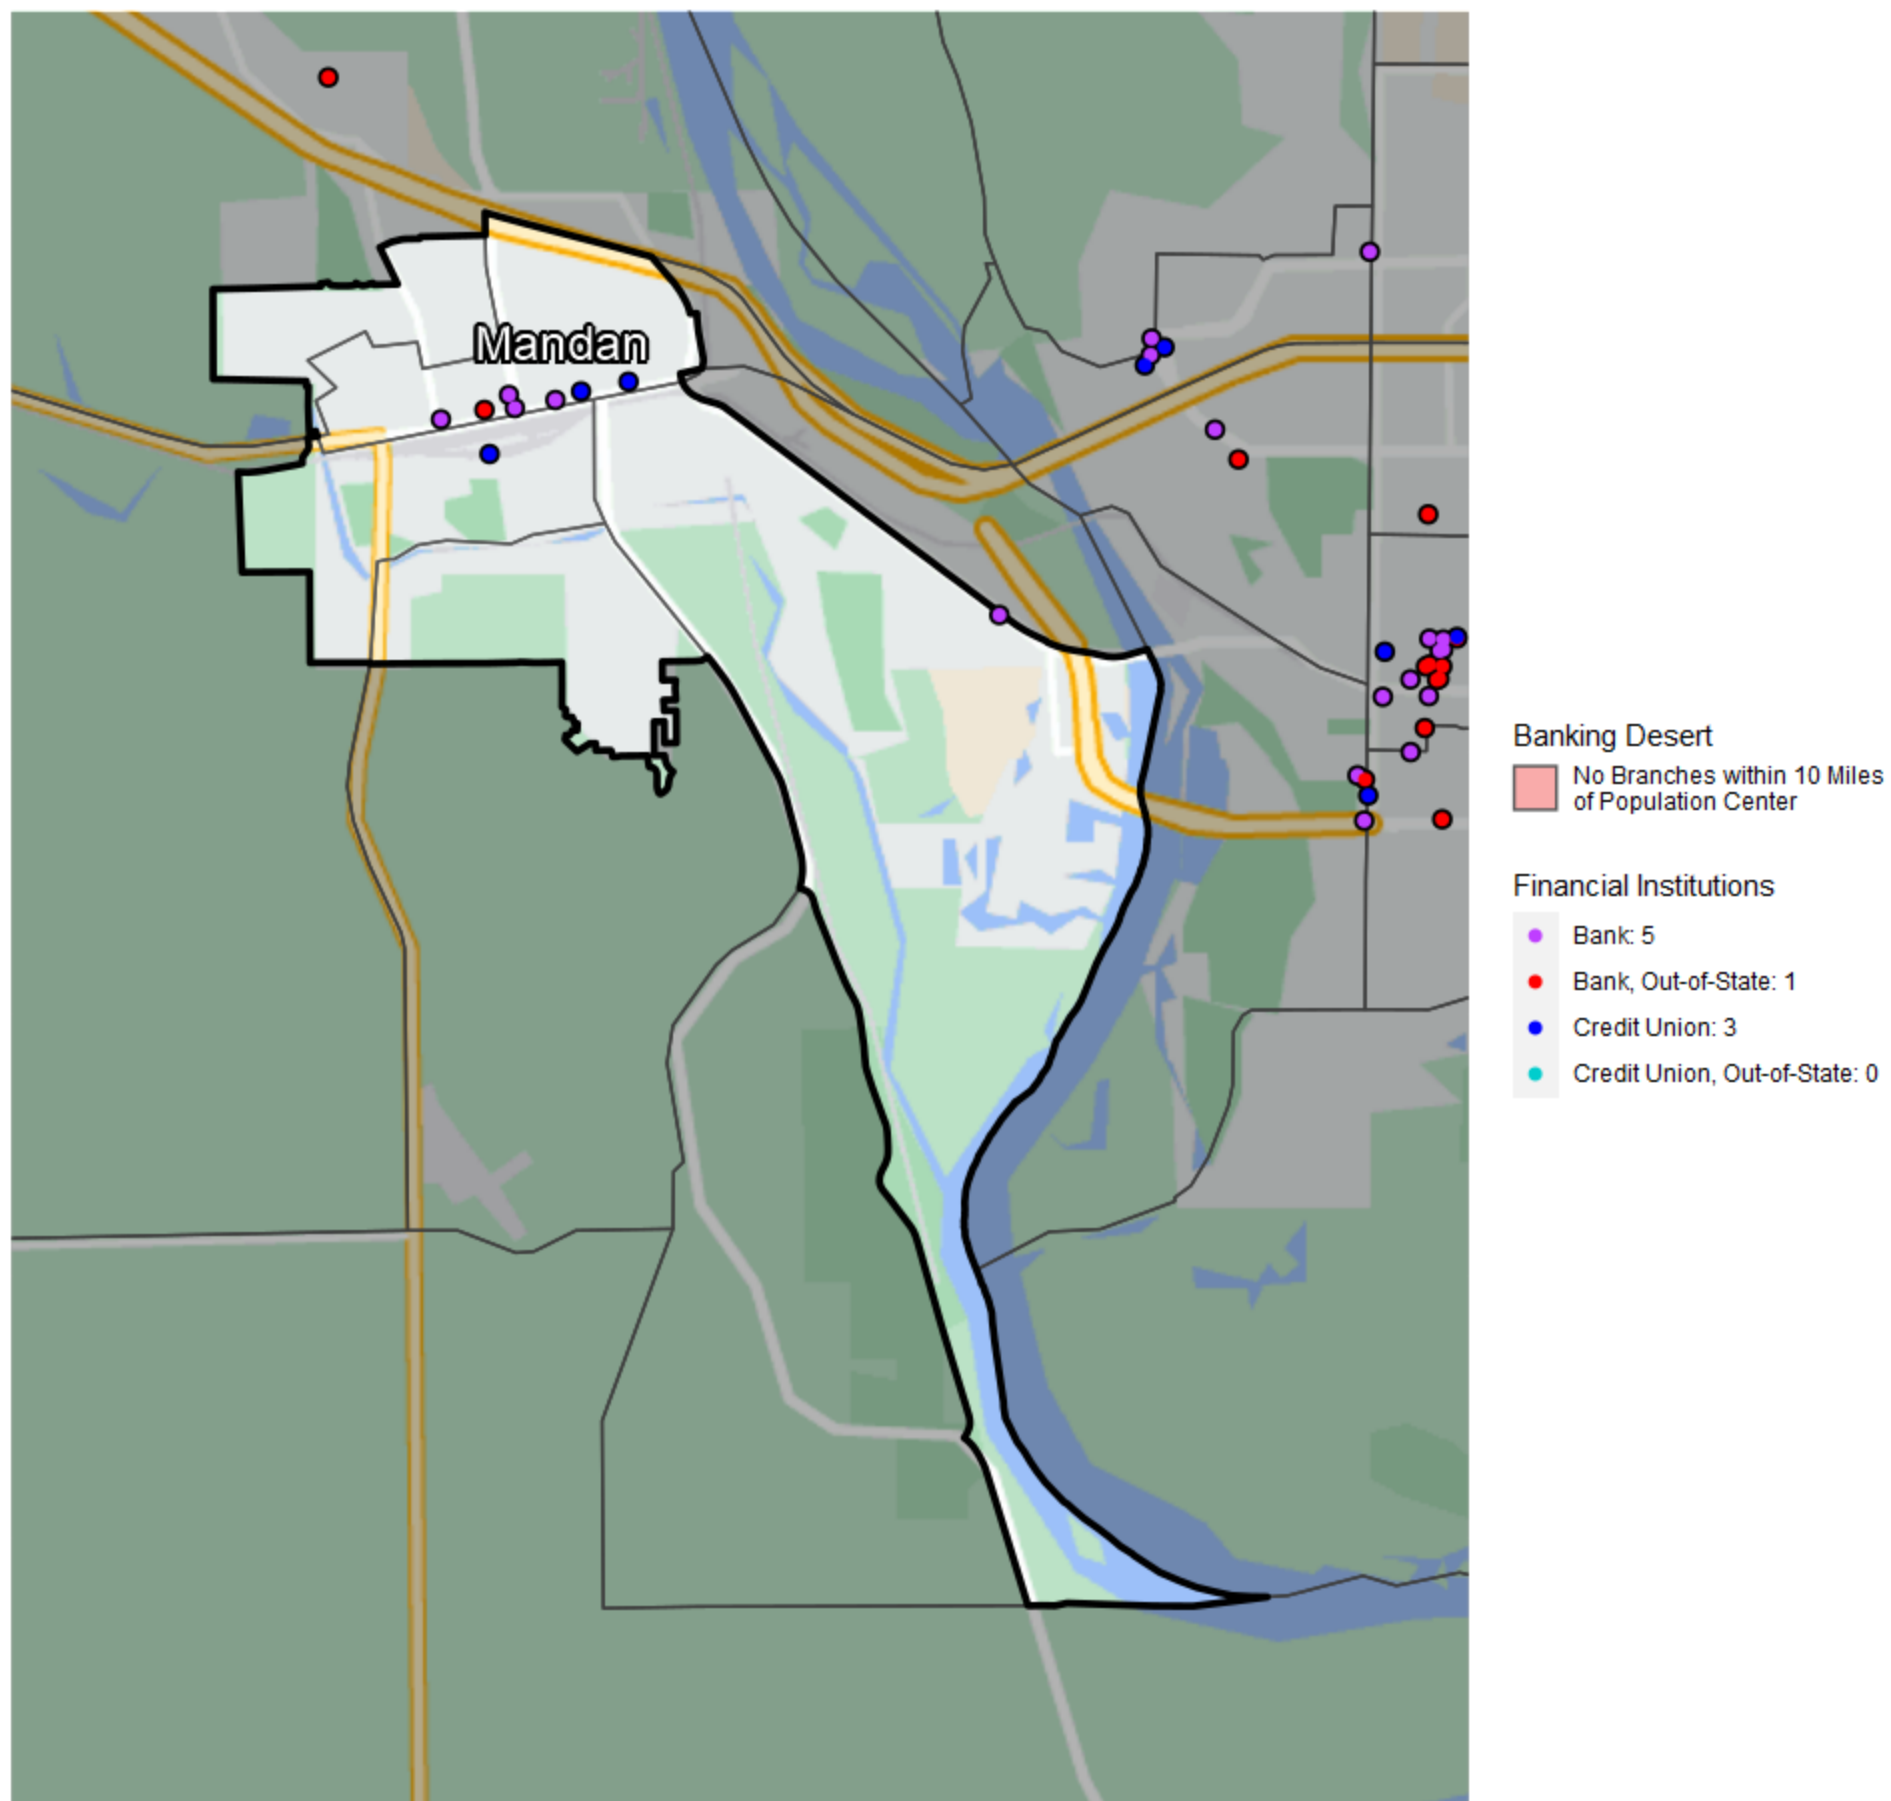 Mandan
Banking Desert
No Branches within 10 Miles
of Population Center
Financial Institutions
Bank: 5
Bank, Out-of-State: 1
Credit Union: 3
Credit Union, Out-of-State: 0